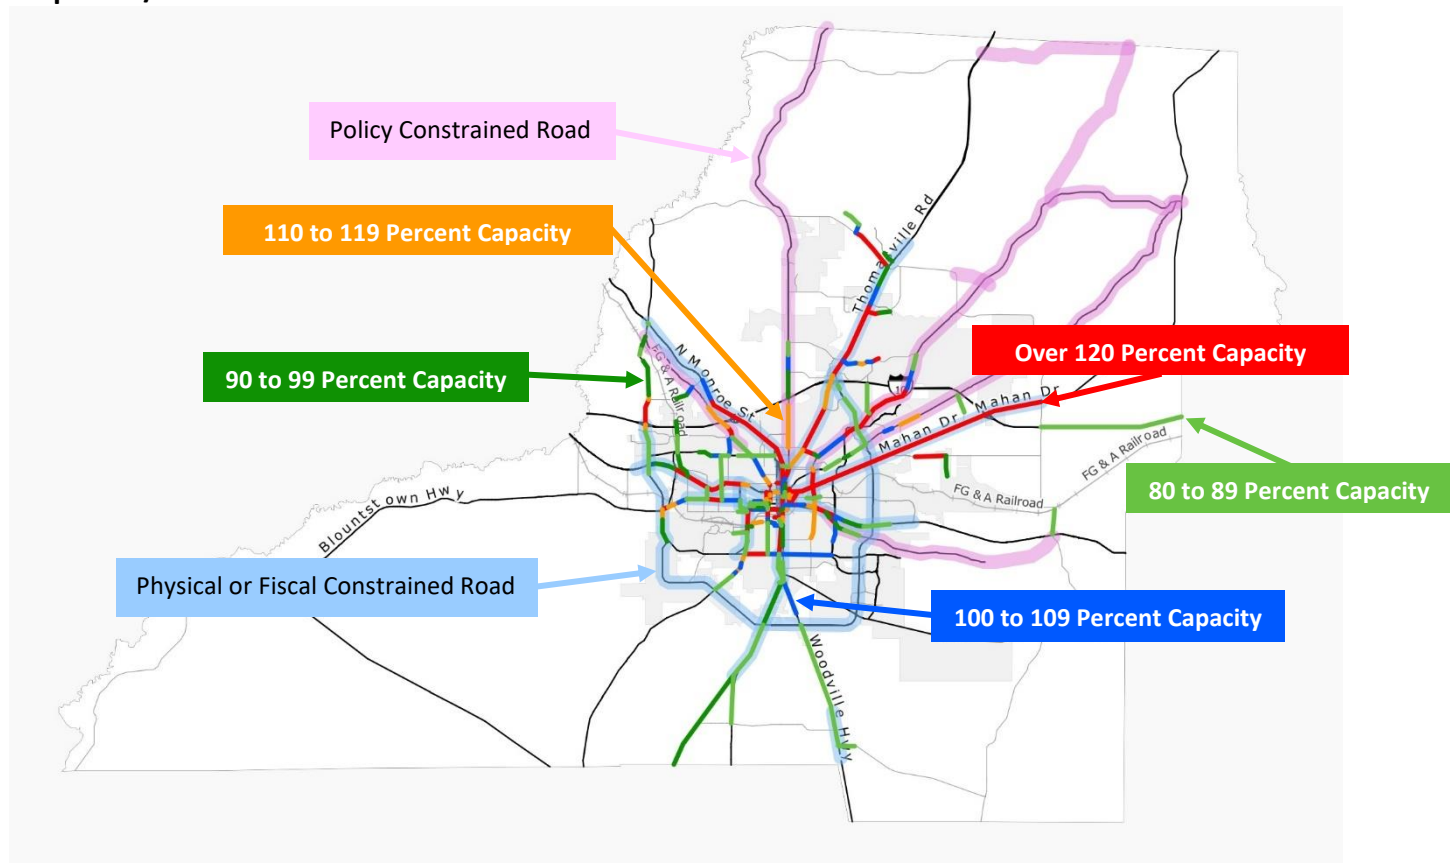 Policy Constrained Road
110 to 119 Percent Capacity
Thomasville Rd
Over 120 Percent Capacity
90 to 99 Percent Capacity
FG & A Railroad
N Monroe St
10
Mahan Dr
Mahan Dr
FG & A Railroad
80 to 89 Percent Capacity
FG & A Railroad
Blountstown Hwy
Physical or Fiscal Constrained Road
100 to 109 Percent Capacity
Woodville Hwy